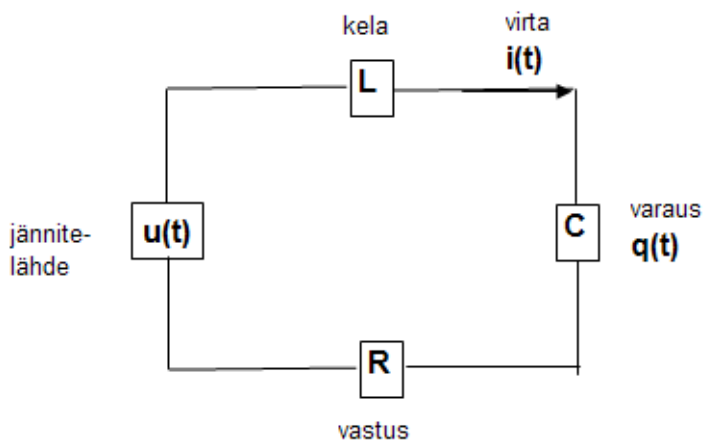 kela
virta
i(t)
L
jännite-
lähde
u(t)
C
varaus
q(t)
R
vastus